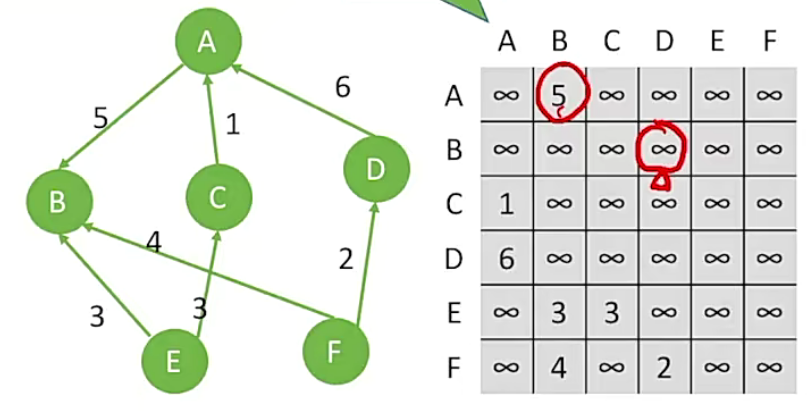 A
5
1
6
B
C
D
4
3
3
2
E
F
A B C D E F
A ∞ 5 ∞ ∞ ∞ ∞
B ∞ ∞ ∞ ∞ ∞ ∞
C 1 ∞ ∞ ∞ ∞ ∞
D 6 ∞ ∞ ∞ ∞ ∞
E ∞ 3 3 ∞ ∞ ∞
F ∞ 4 ∞ 2 ∞ ∞